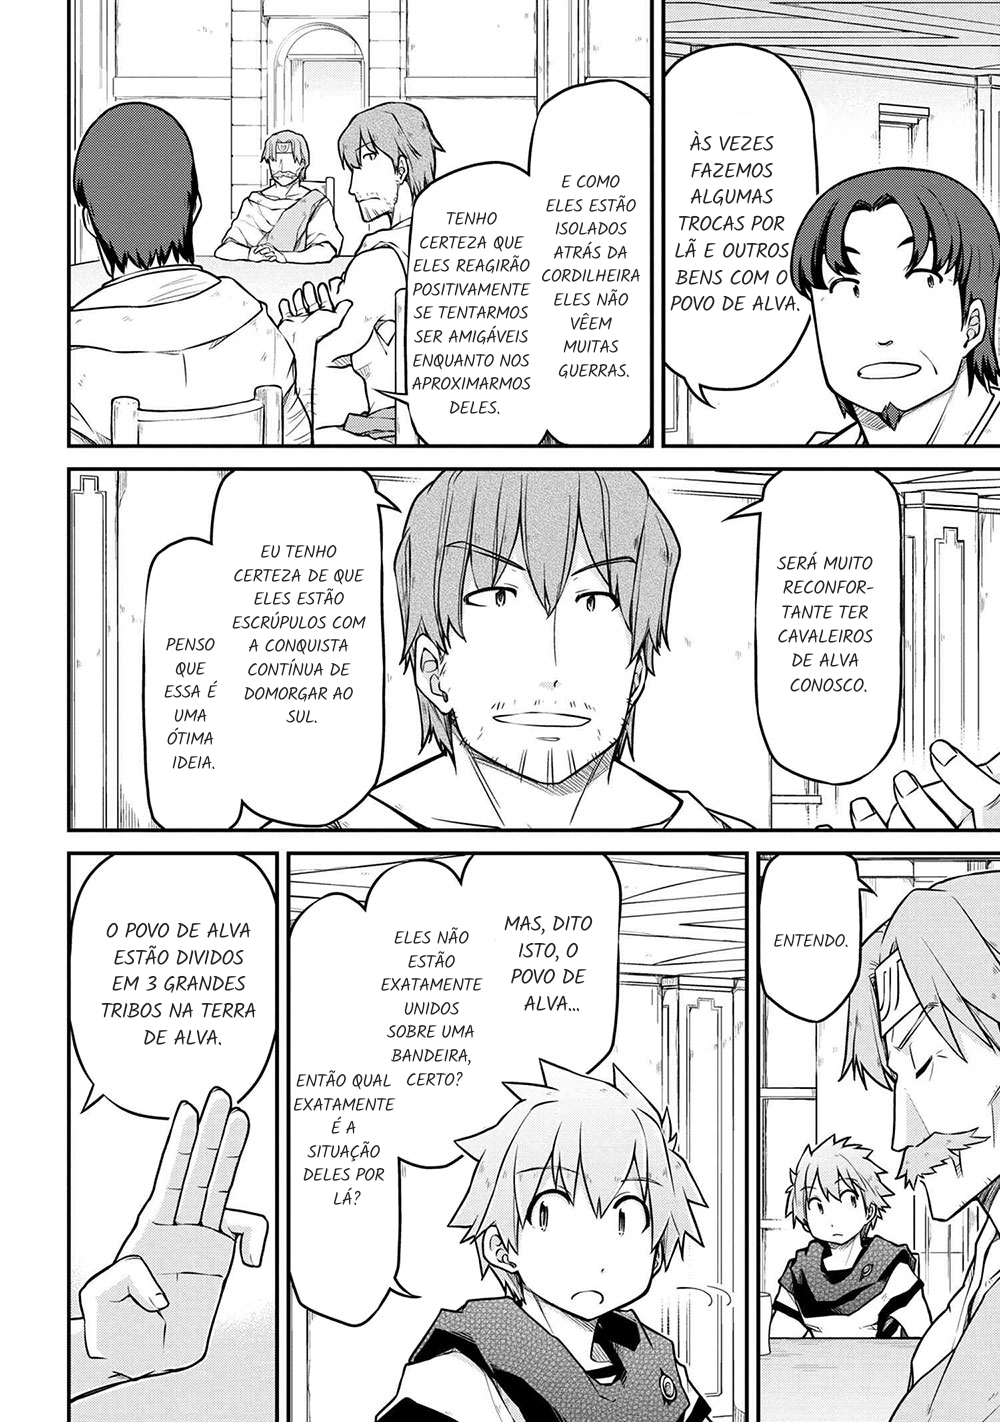 ÀS VEZES
FAZEMOS
ALGUMAS
TROCAS POR
LÃ E OUTROS
BENS COM O
POVO DE ALVA.
E COMO
ELES ESTÃO
ISOLADOS
ATRÁS DA
CORDILHEIRA
ELES NÃO
VÊEM
MUITAS
GUERRAS.
TENHO
CERTEZA QUE
ELES REAGIRÃO
POSITIVAMENTE
SE TENTARMOS
SER AMIGÁVEIS
ENQUANTO NOS
APROXIMARMOS
DELES.
SERÁ MUITO
RECONFOR-
TANTE TER
CAVALEIROS
DE ALVA
CONOSCO.
EU TENHO
CERTEZA DE QUE
ELES ESTÃO
ESCRÚPULOS COM
A CONQUISTA
CONTÍNUA DE
DOMORGAR AO
SUL.
PENSO
QUE
ESSA É
UMA
ÓTIMA
IDEIA.
ENTENDO.
MAS, DITO
ISTO, O
POVO DE
ALVA...
ELES NÃO
ESTÃO
EXATAMENTE
UNIDOS
SOBRE UMA
BANDEIRA,
CERTO?
ENTÃO QUAL
EXATAMENTE
É A
SITUAÇÃO
DELES POR
LÁ?
O POVO DE ALVA
ESTÃO DIVIDOS
EM 3 GRANDES
TRIBOS NA TERRA
DE ALVA.